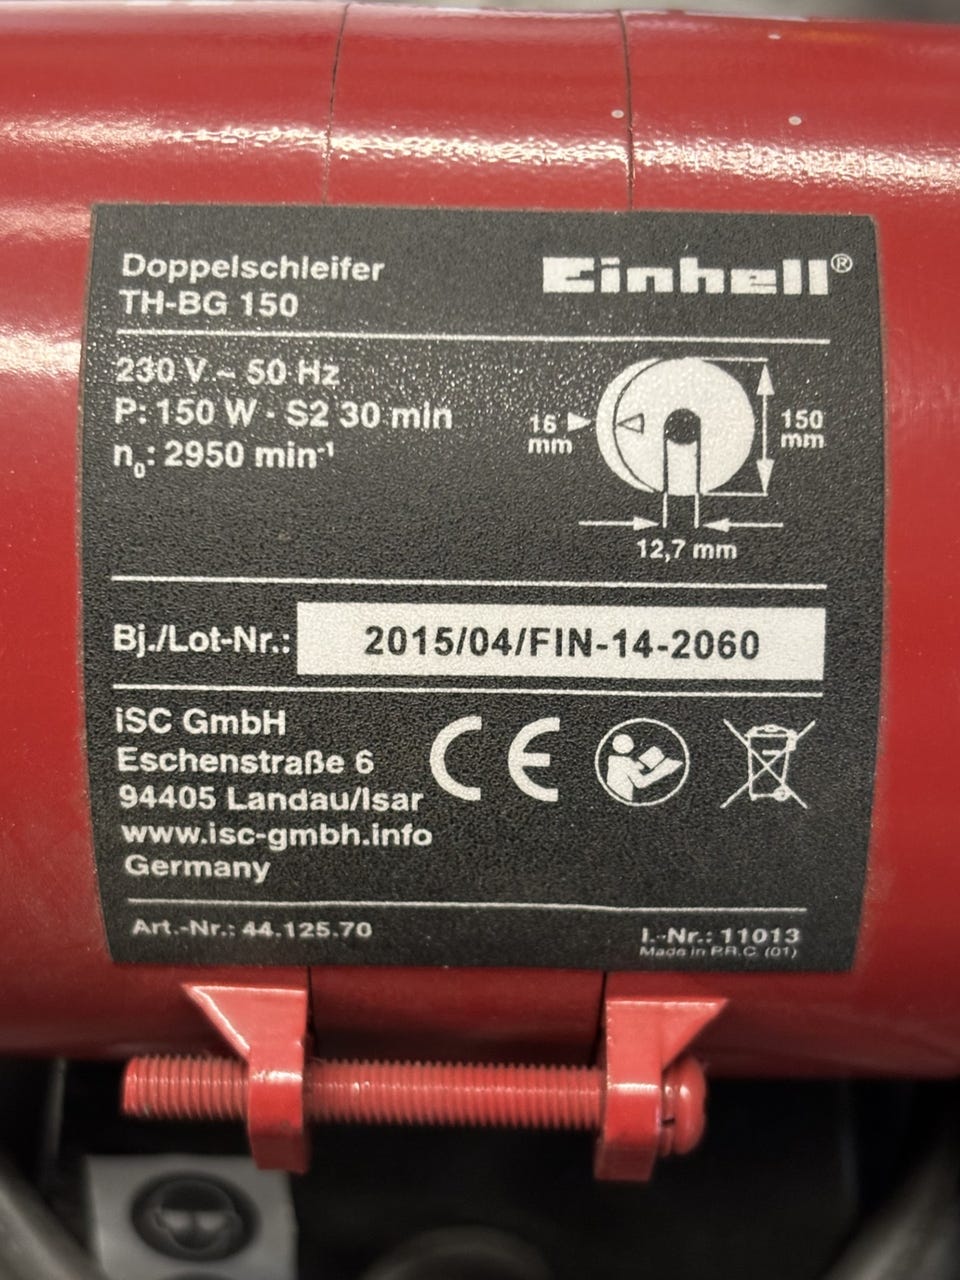 Doppelschleifer
TH-BG 150
Einhell®
230 V ~ 50 Hz
P: 150 W · S2 30 min
n₀: 2950 min⁻¹
16
mm
150
mm
12,7 mm
Bj./Lot-Nr.: 2015/04/FIN-14-2060
iSC GmbH
Eschenstraße 6
94405 Landau/Isar
www.isc-gmbh.info
Germany
CE
Art.-Nr.: 44.125.70
I.-Nr.: 11013
Made in P.R.C. (01)